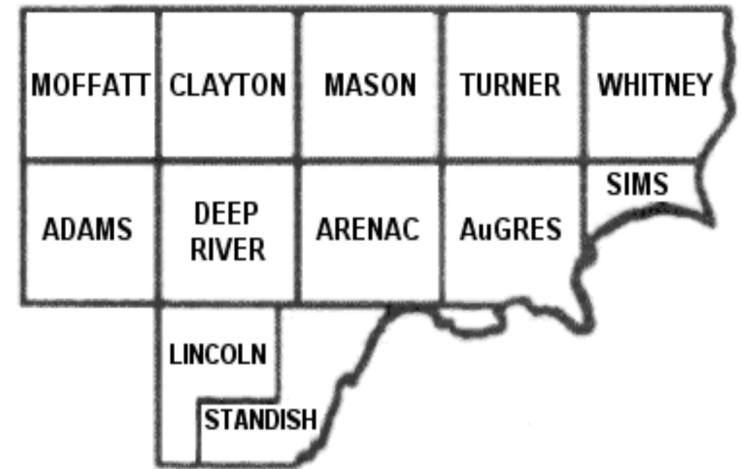 MOFFATT CLAYTON MASON TURNER WHITNEY
SIMS
ADAMS DEEP RIVER ARENAC AuGRES
LINCOLN
STANDISH